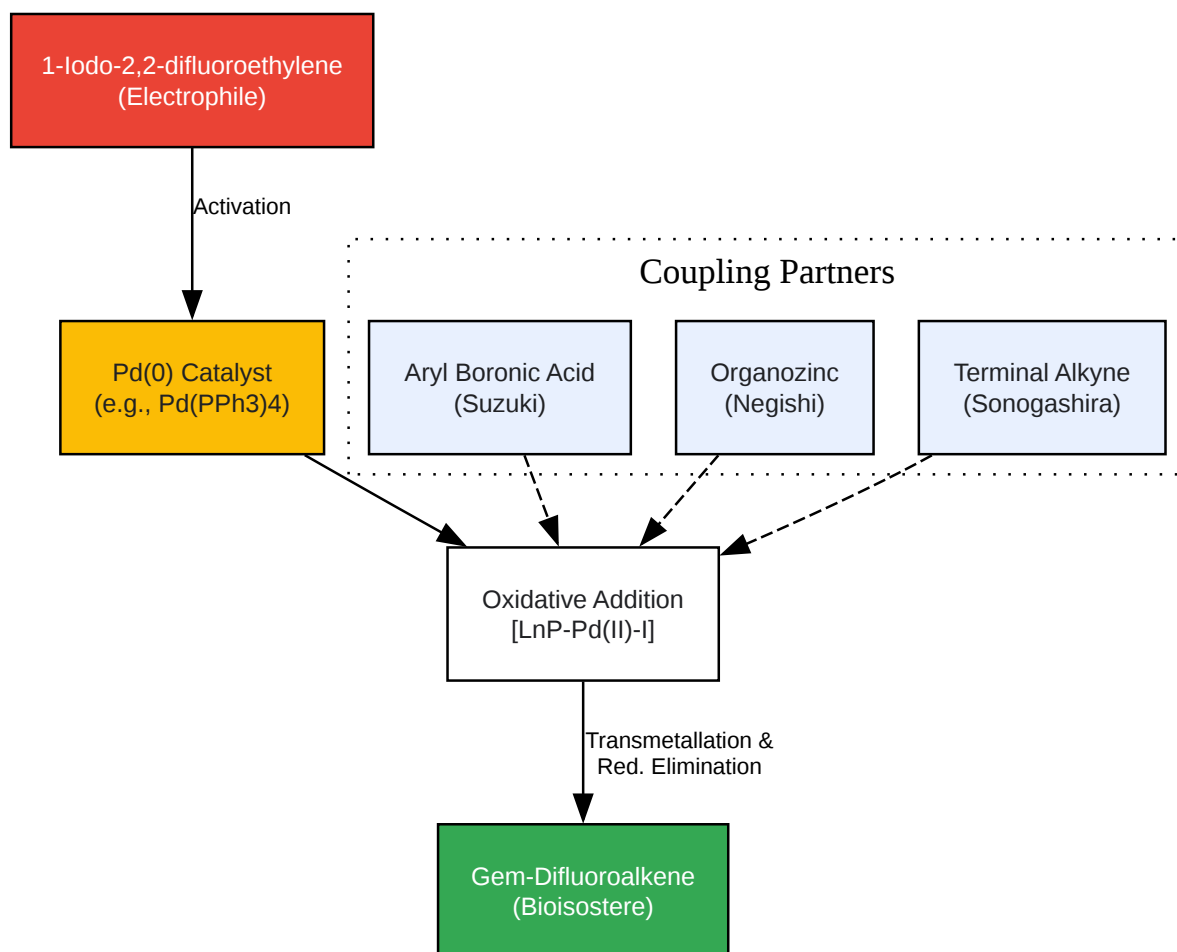 1-Iodo-2,2-difluoroethylene
(Electrophile)
Activation
Coupling Partners
Pd(0) Catalyst
(e.g., Pd(PPh3)4)
Aryl Boronic Acid
(Suzuki)
Organozinc
(Negishi)
Terminal Alkyne
(Sonogashira)
Oxidative Addition
[LnP-Pd(II)-I]
Transmetallation &
Red. Elimination
Gem-Difluoroalkene
(Bioisostere)